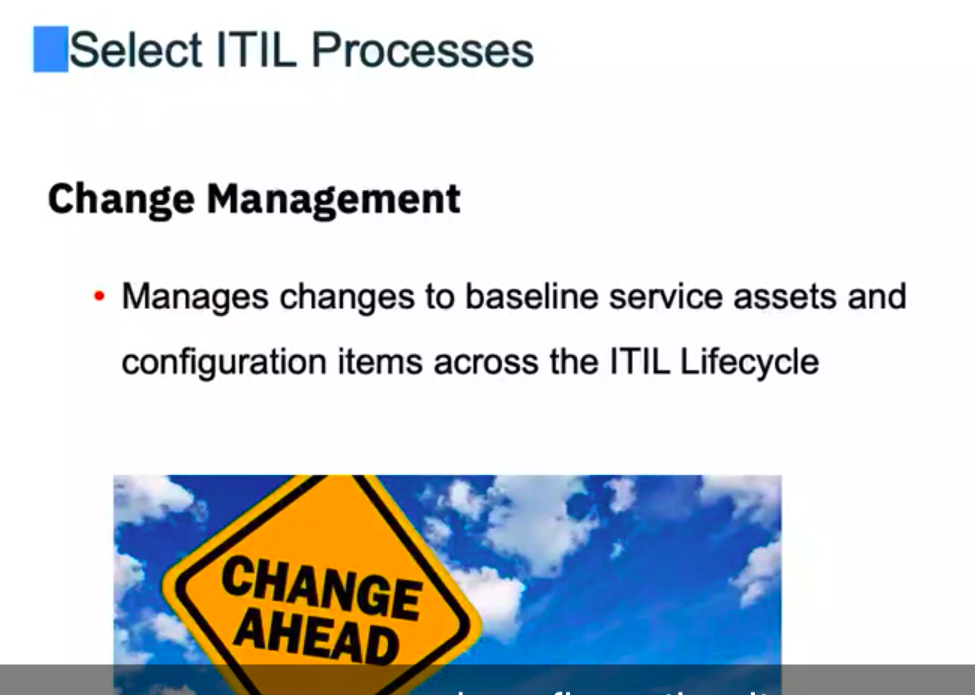 Select ITIL Processes
Change Management
• Manages changes to baseline service assets and
configuration items across the ITIL Lifecycle
CHANGE
AHEAD